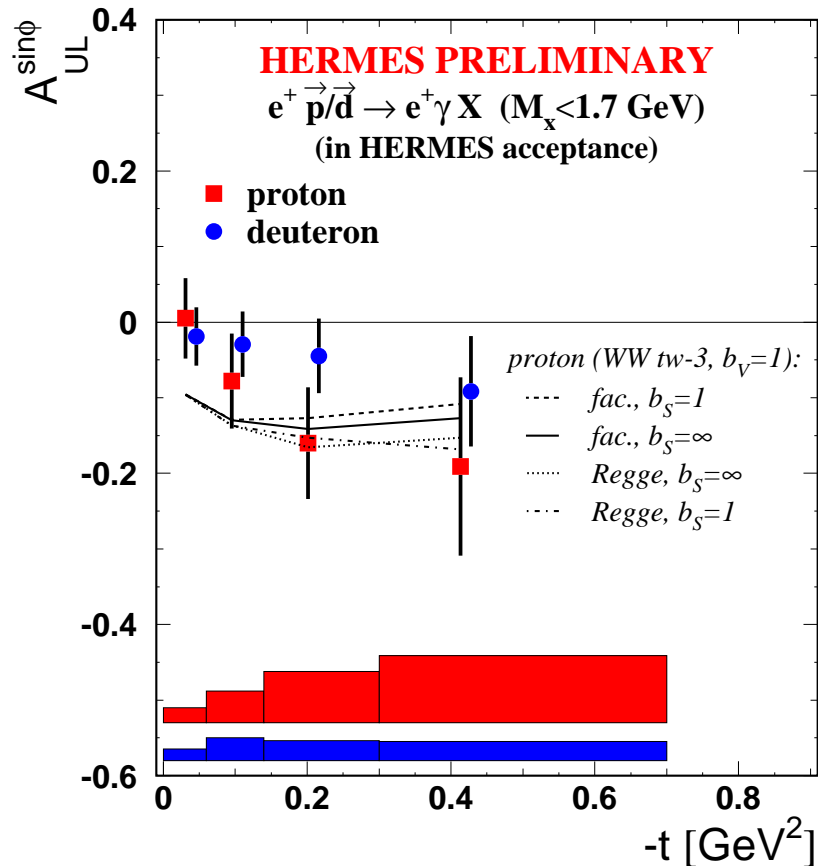 HERMES PRELIMINARY
e⁺ p⃗/d⃗ → e⁺ γ X (Mₓ<1.7 GeV)
(in HERMES acceptance)
proton
deuteron
proton (WW tw-3, b_V=1):
fac., b_S=1
fac., b_S=∞
Regge, b_S=∞
Regge, b_S=1
A_UL^sinϕ
0.4
0.2
0
-0.2
-0.4
-0.6
0 0.2 0.4 0.6 0.8
-t [GeV²]